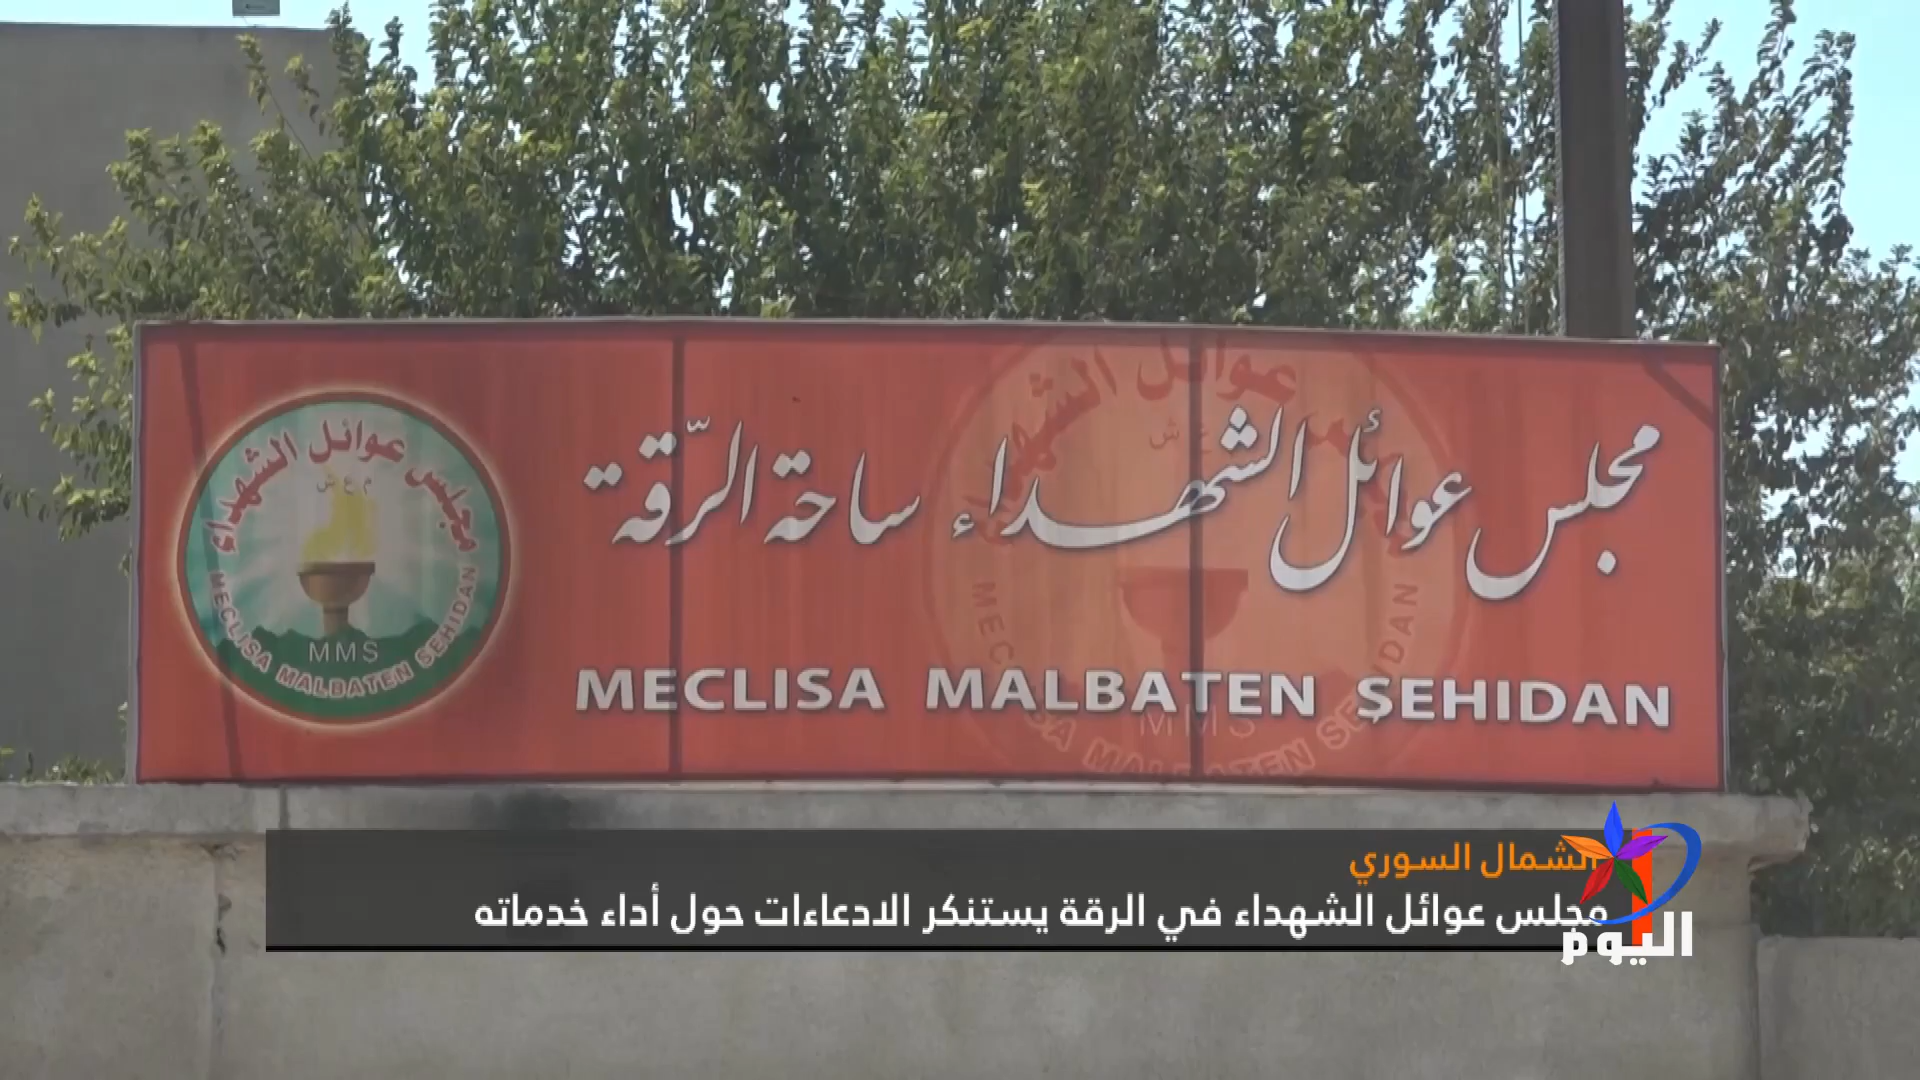 مجلس عوائل الشهداء ساحة الرّقة
MECLISA MALBATEN ŞEHIDAN
مجلس عوائل الشهداء
م ع ش
MMS
MECLISA MALBATEN SEHIDAN
الشمال السوري
مجلس عوائل الشهداء في الرقة يستنكر الادعاءات حول أداء خدماته
اليوم